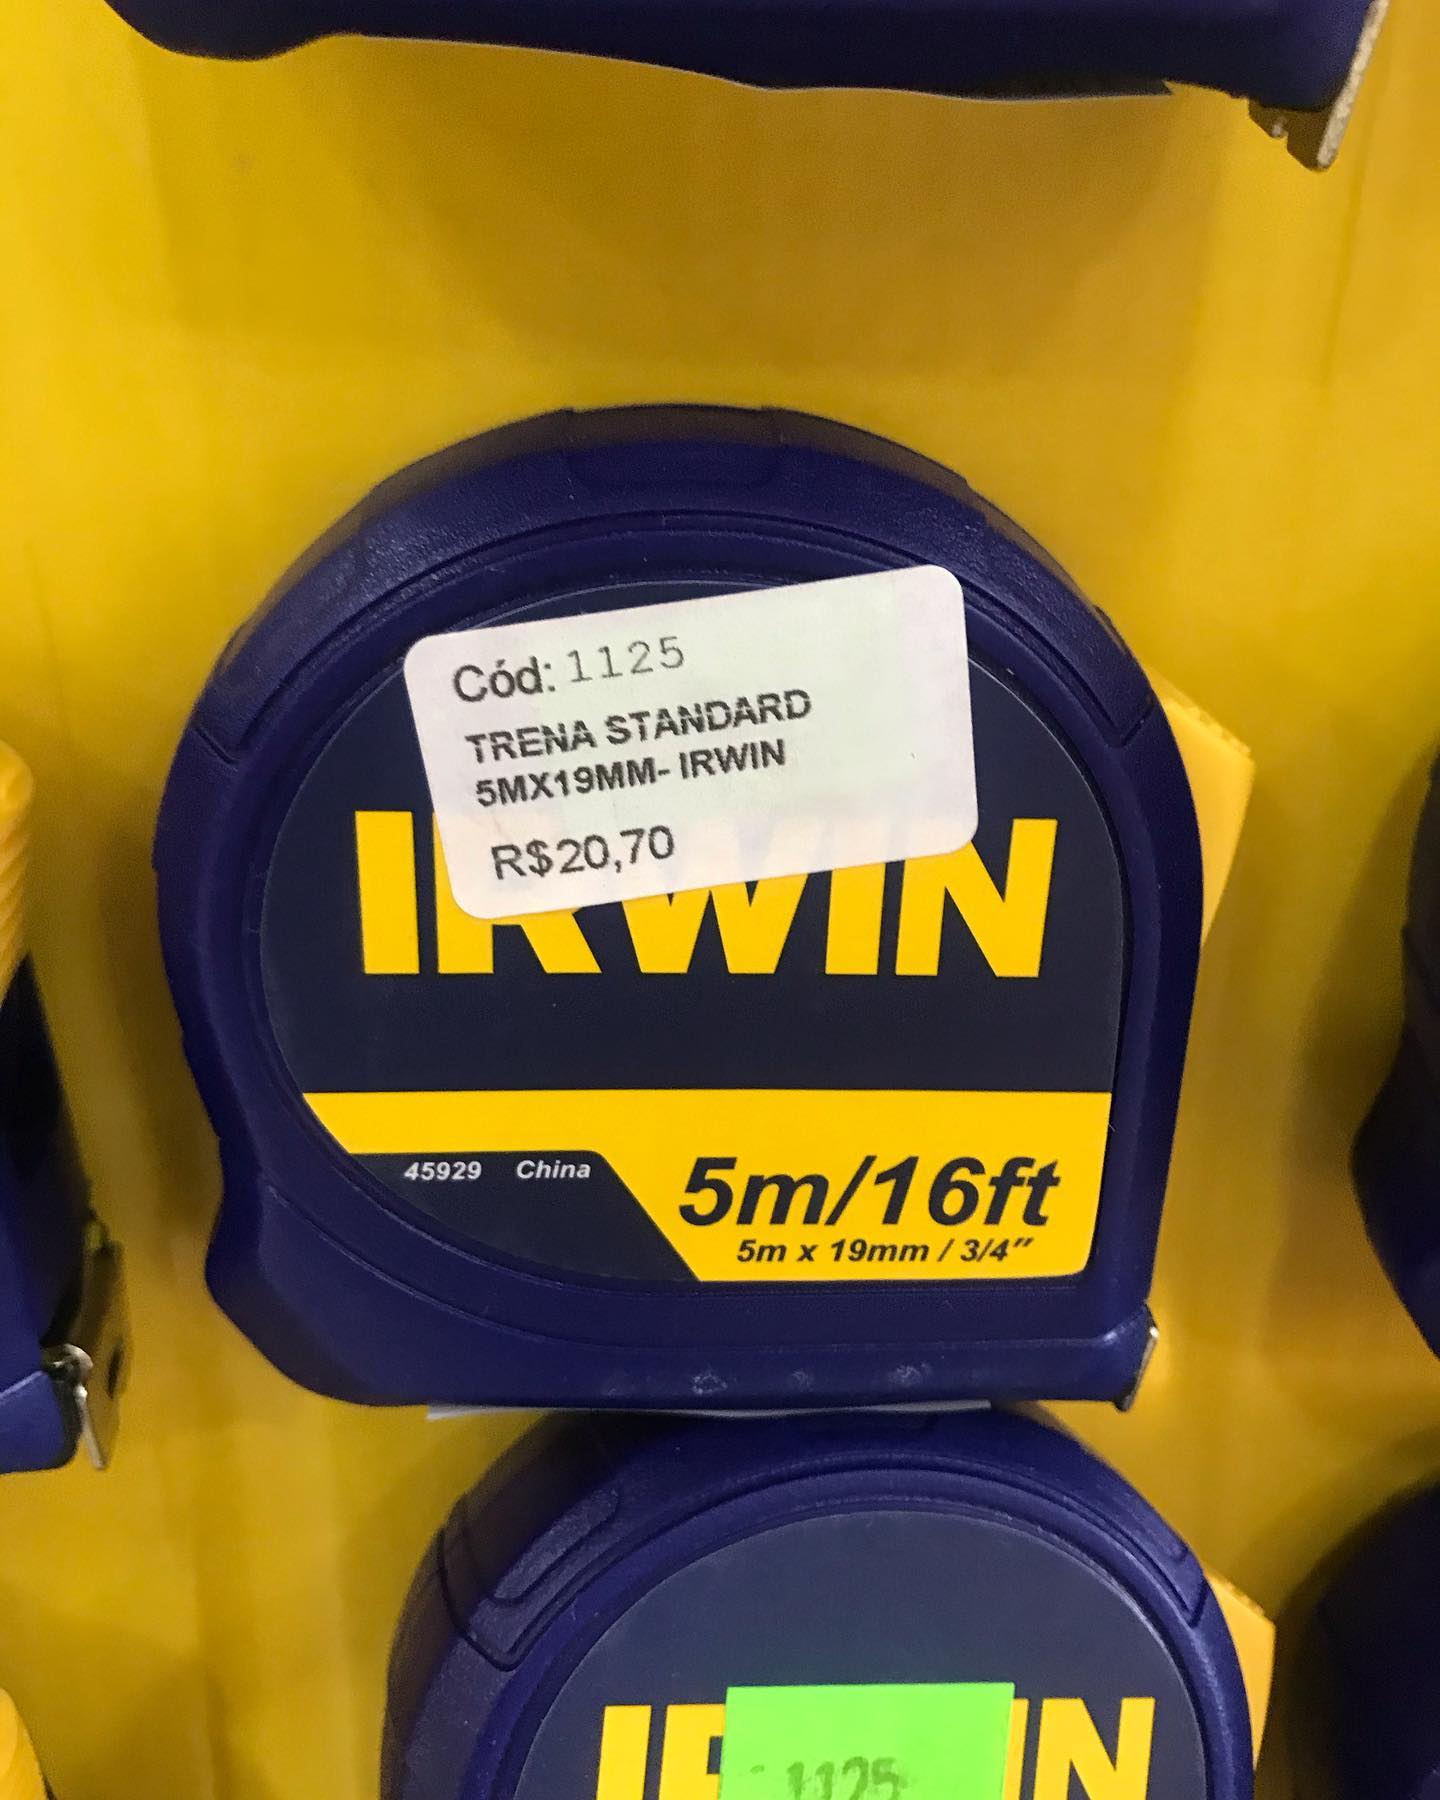 Cód: 1125
TRENA STANDARD
5MX19MM- IRWIN
R$20,70
IRWIN
45929 China
5m/16ft
5m x 19mm / 3/4"
1125